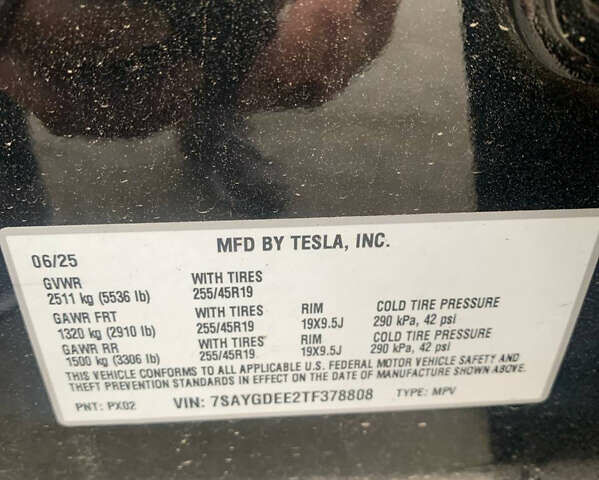 MFD BY TESLA, INC.
06/25
GVWR WITH TIRES
2511 kg (5536 lb) 255/45R19
GAWR FRT WITH TIRES RIM COLD TIRE PRESSURE
1320 kg (2910 lb) 255/45R19 19X9.5J 290 kPa, 42 psi
GAWR RR WITH TIRES RIM COLD TIRE PRESSURE
1500 kg (3306 lb) 255/45R19 19X9.5J 290 kPa, 42 psi
THIS VEHICLE CONFORMS TO ALL APPLICABLE U.S. FEDERAL MOTOR VEHICLE SAFETY AND
THEFT PREVENTION STANDARDS IN EFFECT ON THE DATE OF MANUFACTURE SHOWN ABOVE.
PNT: PX02 VIN: 7SAYGDEE2TF378808 TYPE: MPV